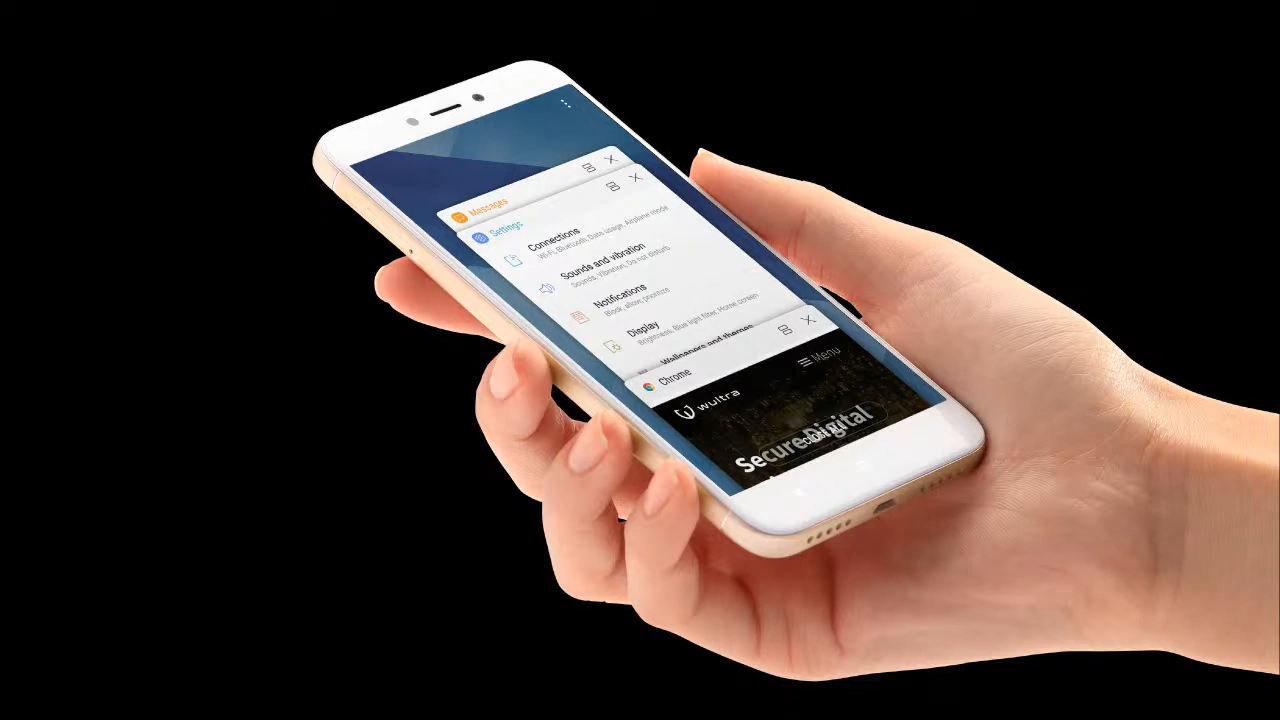 Messages
Settings
Connections
Wi-Fi, Bluetooth, Data usage, Airplane mode
Sounds and vibration
Sounds, Vibration, Do not disturb
Notifications
Block, allow, prioritize
Display
Brightness, Blue light filter, Home screen
Wallpapers and themes
Chrome
wultra
Menu
Secure Digital